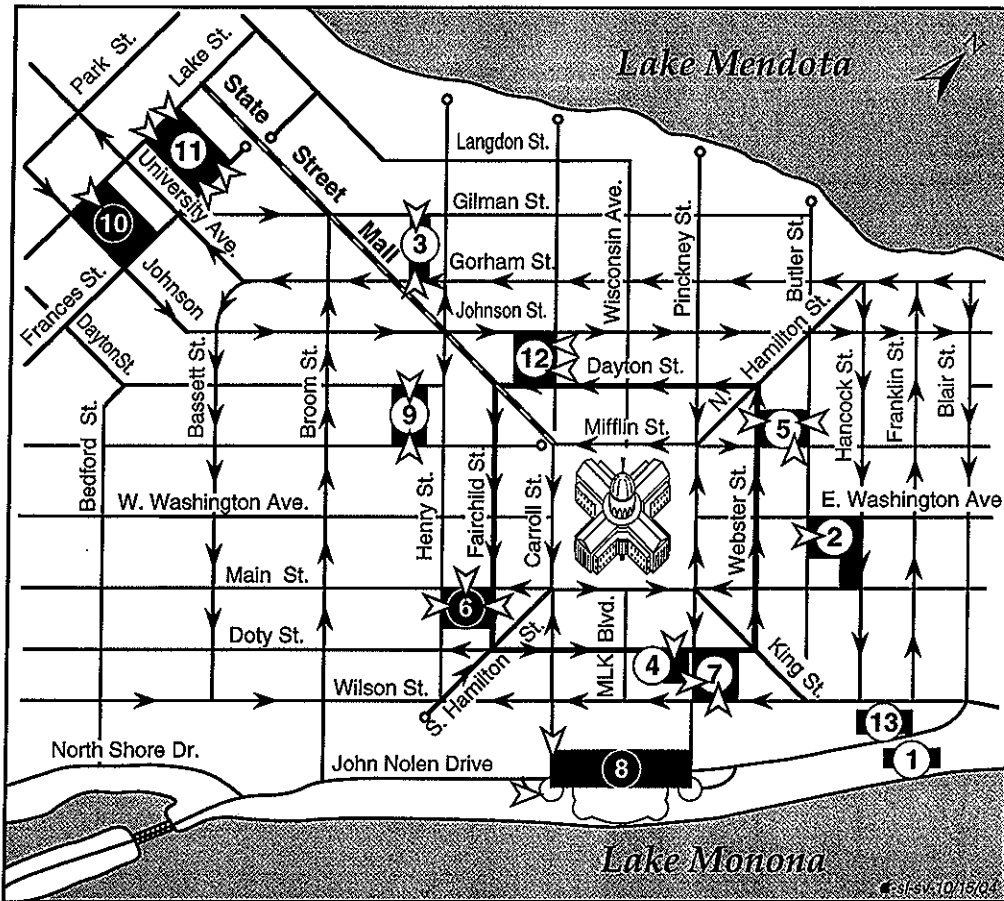 Lake Mendota
N
Park St.
Lake St.
State
Street
Mall
Langdon St.
11
University Ave.
Gilman St.
10
3
Wisconsin Ave.
Pinckney St.
Butler St.
Gorham St.
Johnson
Johnson St.
Frances St.
Dayton St.
12
Dayton St.
N. Hamilton St.
Bassett St.
Broom St.
Hancock St.
Franklin St.
Blair St.
9
5
Mifflin St.
Bedford St.
Henry St.
Fairchild St.
Carroll St.
Webster St.
W. Washington Ave.
E. Washington Ave
2
Main St.
6
Doty St.
S. Hamilton St.
MLK Blvd.
4
7
King St.
Wilson St.
13
North Shore Dr.
John Nolen Drive
8
1
Lake Monona